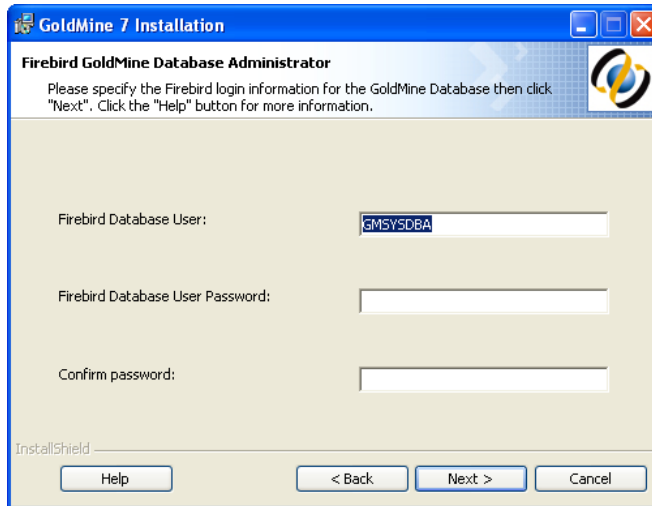 GoldMine 7 Installation
Firebird GoldMine Database Administrator
Please specify the Firebird login information for the GoldMine Database then click
"Next". Click the "Help" button for more information.
Firebird Database User:
GMSYSDBA
Firebird Database User Password:
Confirm password:
InstallShield
Help
< Back
Next >
Cancel